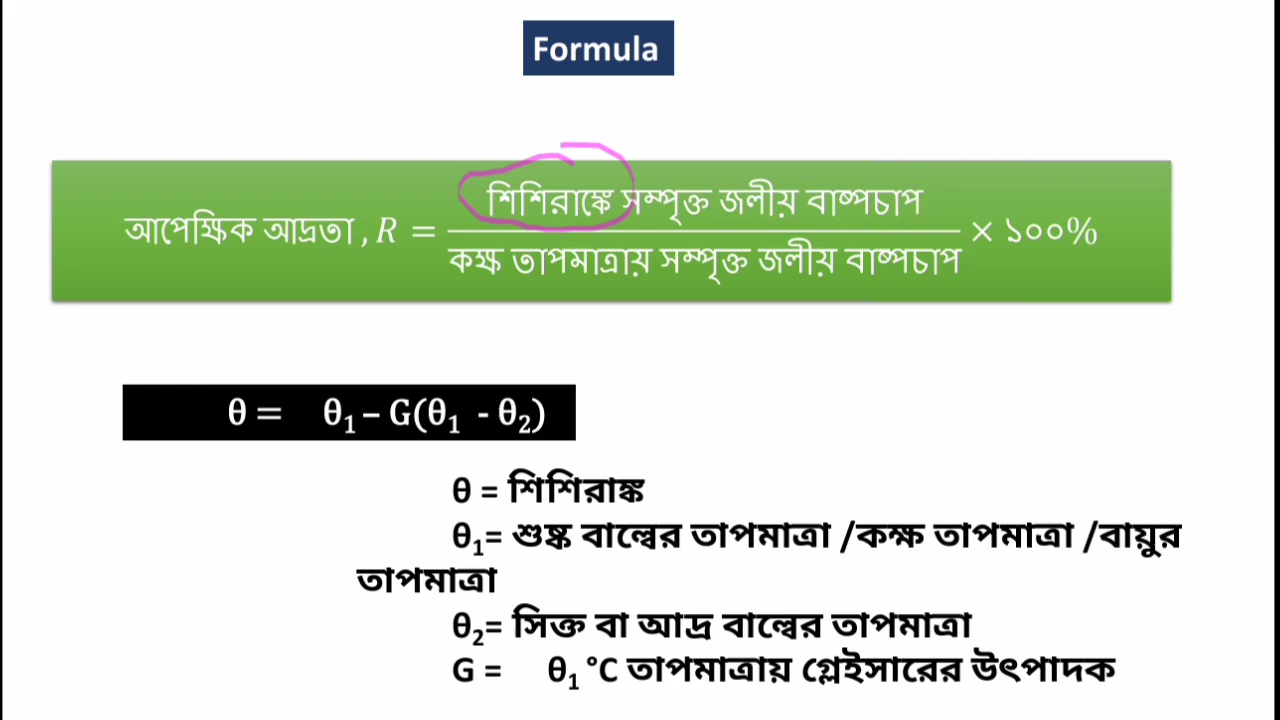 Formula
আপেক্ষিক আদ্রতা , R = শিশিরাঙ্কে সম্পৃক্ত জলীয় বাষ্পচাপ / কক্ষ তাপমাত্রায় সম্পৃক্ত জলীয় বাষ্পচাপ × ১০০%
θ = θ₁ – G(θ₁ - θ₂)
θ = শিশিরাঙ্ক
θ₁= শুষ্ক বাল্বের তাপমাত্রা /কক্ষ তাপমাত্রা /বায়ুর
তাপমাত্রা
θ₂= সিক্ত বা আদ্র বাল্বের তাপমাত্রা
G = θ₁ °C তাপমাত্রায় গ্লেইসারের উৎপাদক